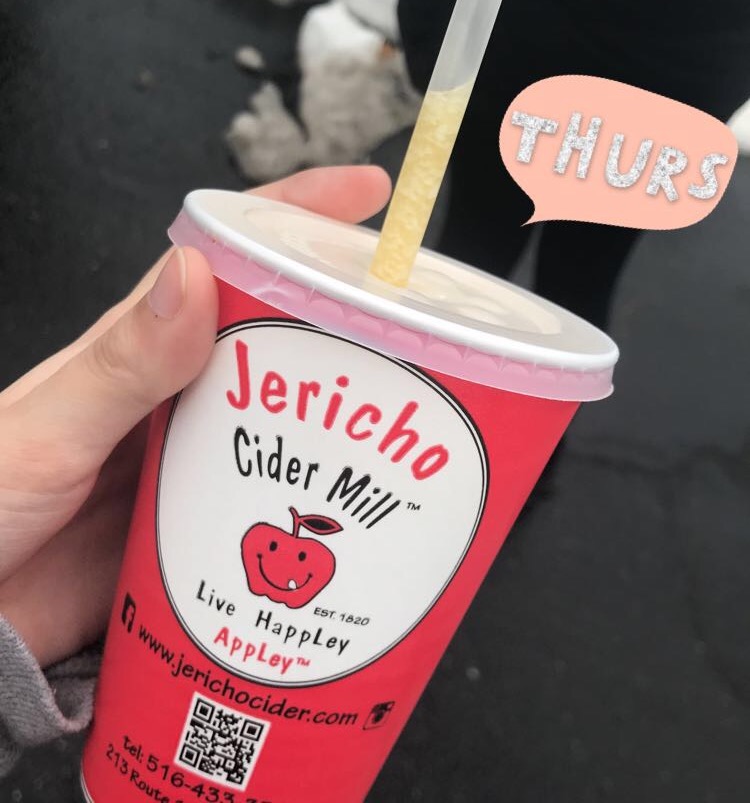 THURS
Jericho
Cider Mill™
EST. 1820
Live HappLey
AppLey™
www.jerichocider.com
tel: 516-433-
213 Route